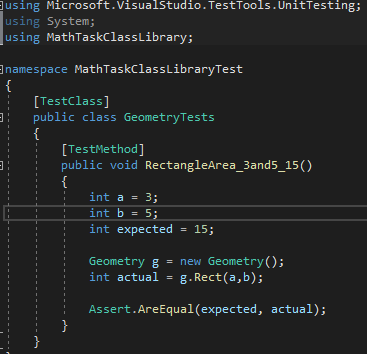 using Microsoft.VisualStudio.TestTools.UnitTesting;
using System;
using MathTaskClassLibrary;
namespace MathTaskClassLibraryTest
{
[TestClass]
public class GeometryTests
{
[TestMethod]
public void RectangleArea_3and5_15()
{
int a = 3;
int b = 5;
int expected = 15;
Geometry g = new Geometry();
int actual = g.Rect(a,b);
Assert.AreEqual(expected, actual);
}
}